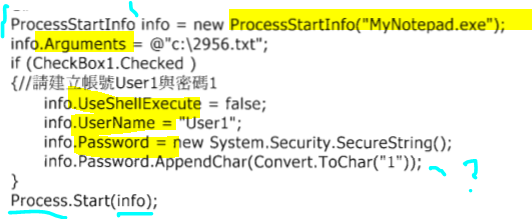 ProcessStartInfo info = new ProcessStartInfo("MyNotepad.exe");
info.Arguments = @"c:\2956.txt";
if (CheckBox1.Checked )
{//請建立帳號User1與密碼1
info.UseShellExecute = false;
info.UserName = "User1";
info.Password = new System.Security.SecureString();
info.Password.AppendChar(Convert.ToChar("1"));
?
}
Process.Start(info);